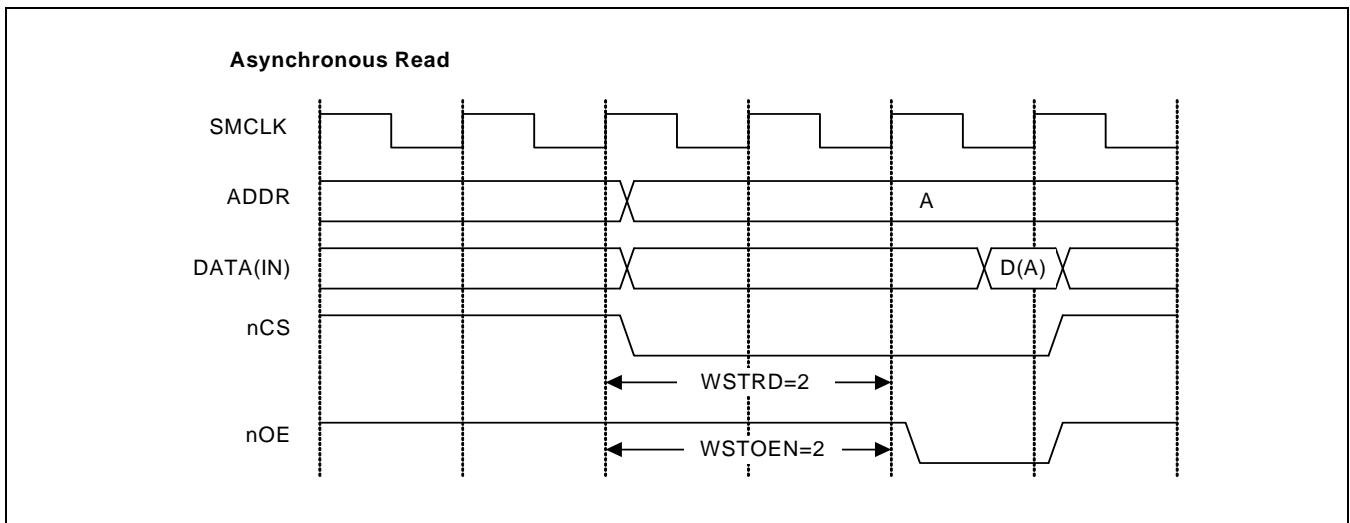 Asynchronous Read
SMCLK
ADDR
A
DATA(IN)
D(A)
nCS
WSTRD=2
nOE
WSTOEN=2